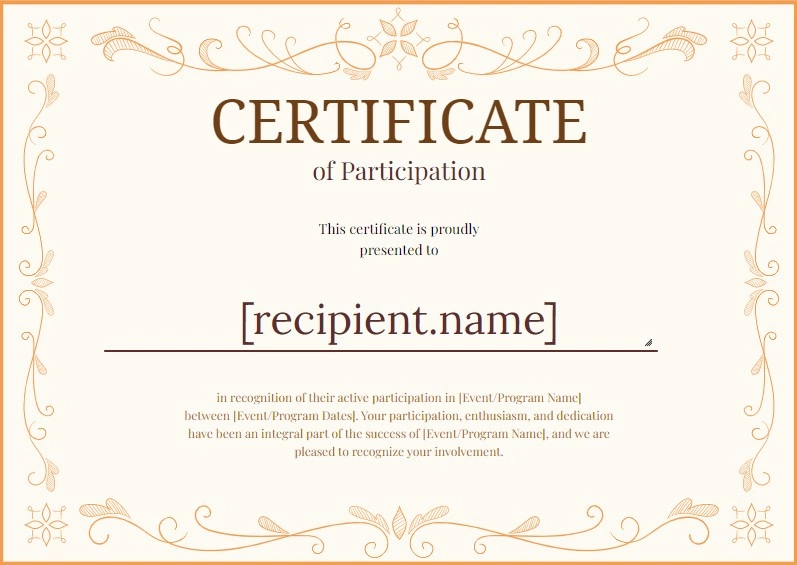 CERTIFICATE
of Participation
This certificate is proudly
presented to
[recipient.name]
in recognition of their active participation in [Event/Program Name]
between [Event/Program Dates]. Your participation, enthusiasm, and dedication
have been an integral part of the success of [Event/Program Name], and we are
pleased to recognize your involvement.